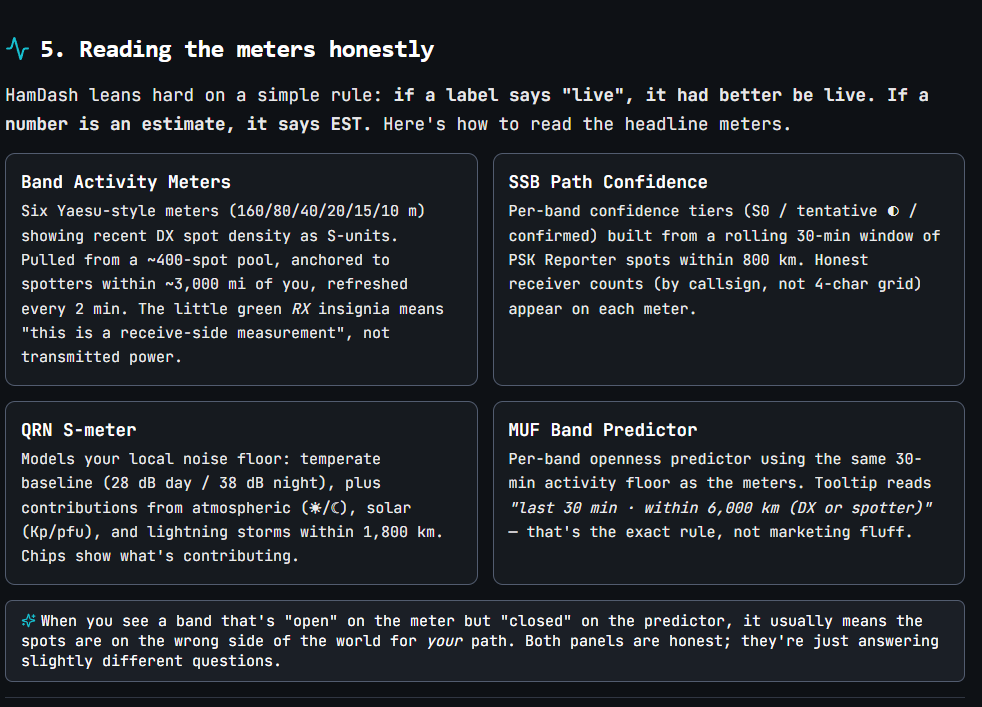 5. Reading the meters honestly
HamDash leans hard on a simple rule: if a label says "live", it had better be live. If a
number is an estimate, it says EST. Here's how to read the headline meters.
Band Activity Meters
Six Yaesu-style meters (160/80/40/20/15/10 m)
showing recent DX spot density as S-units.
Pulled from a ~400-spot pool, anchored to
spotters within ~3,000 mi of you, refreshed
every 2 min. The little green RX insignia means
"this is a receive-side measurement", not
transmitted power.
SSB Path Confidence
Per-band confidence tiers (S0 / tentative ◐ /
confirmed) built from a rolling 30-min window of
PSK Reporter spots within 800 km. Honest
receiver counts (by callsign, not 4-char grid)
appear on each meter.
QRN S-meter
Models your local noise floor: temperate
baseline (28 dB day / 38 dB night), plus
contributions from atmospheric (☀/☾), solar
(Kp/pfu), and lightning storms within 1,800 km.
Chips show what's contributing.
MUF Band Predictor
Per-band openness predictor using the same 30-
min activity floor as the meters. Tooltip reads
"last 30 min · within 6,000 km (DX or spotter)"
— that's the exact rule, not marketing fluff.
When you see a band that's "open" on the meter but "closed" on the predictor, it usually means the
spots are on the wrong side of the world for your path. Both panels are honest; they're just answering
slightly different questions.